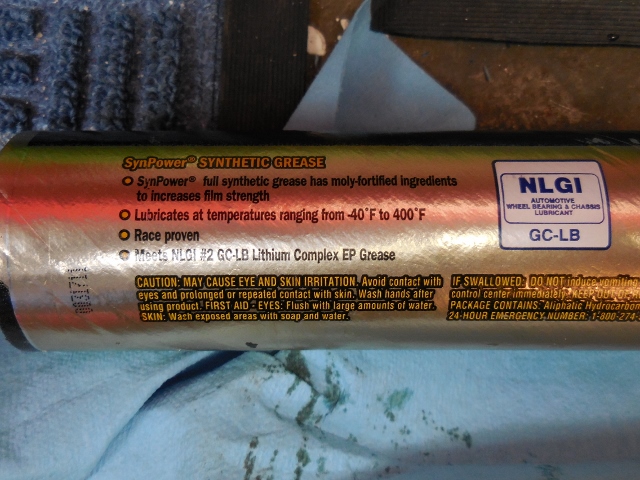 SynPower® SYNTHETIC GREASE
SynPower® full synthetic grease has moly-fortified ingredients
to increases film strength
Lubricates at temperatures ranging from -40°F to 400°F
Race proven
Meets NLGI #2 GC-LB Lithium Complex EP Grease
CAUTION: MAY CAUSE EYE AND SKIN IRRITATION. Avoid contact with
eyes and prolonged or repeated contact with skin. Wash hands after
using product. FIRST AID - EYES: Flush with large amounts of water.
SKIN: Wash exposed areas with soap and water.
IF SWALLOWED: DO NOT induce vomiting
control center immediately. KEEP OUT OF
PACKAGE CONTAINS: Aliphatic Hydrocarbon
24-HOUR EMERGENCY NUMBER: 1-800-274-
NLGI
AUTOMOTIVE
WHEEL BEARING & CHASSIS
LUBRICANT
GC-LB